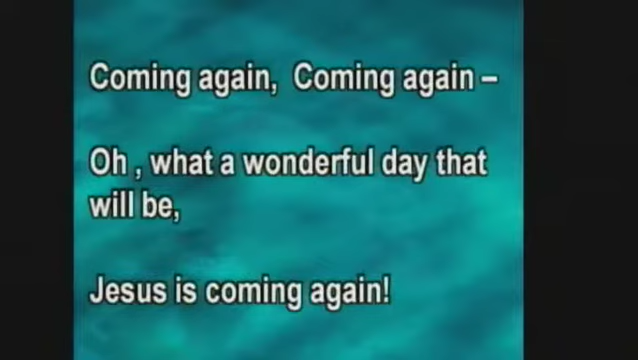 Coming again,  Coming again –
Oh , what a wonderful day that
will be,
Jesus is coming again!